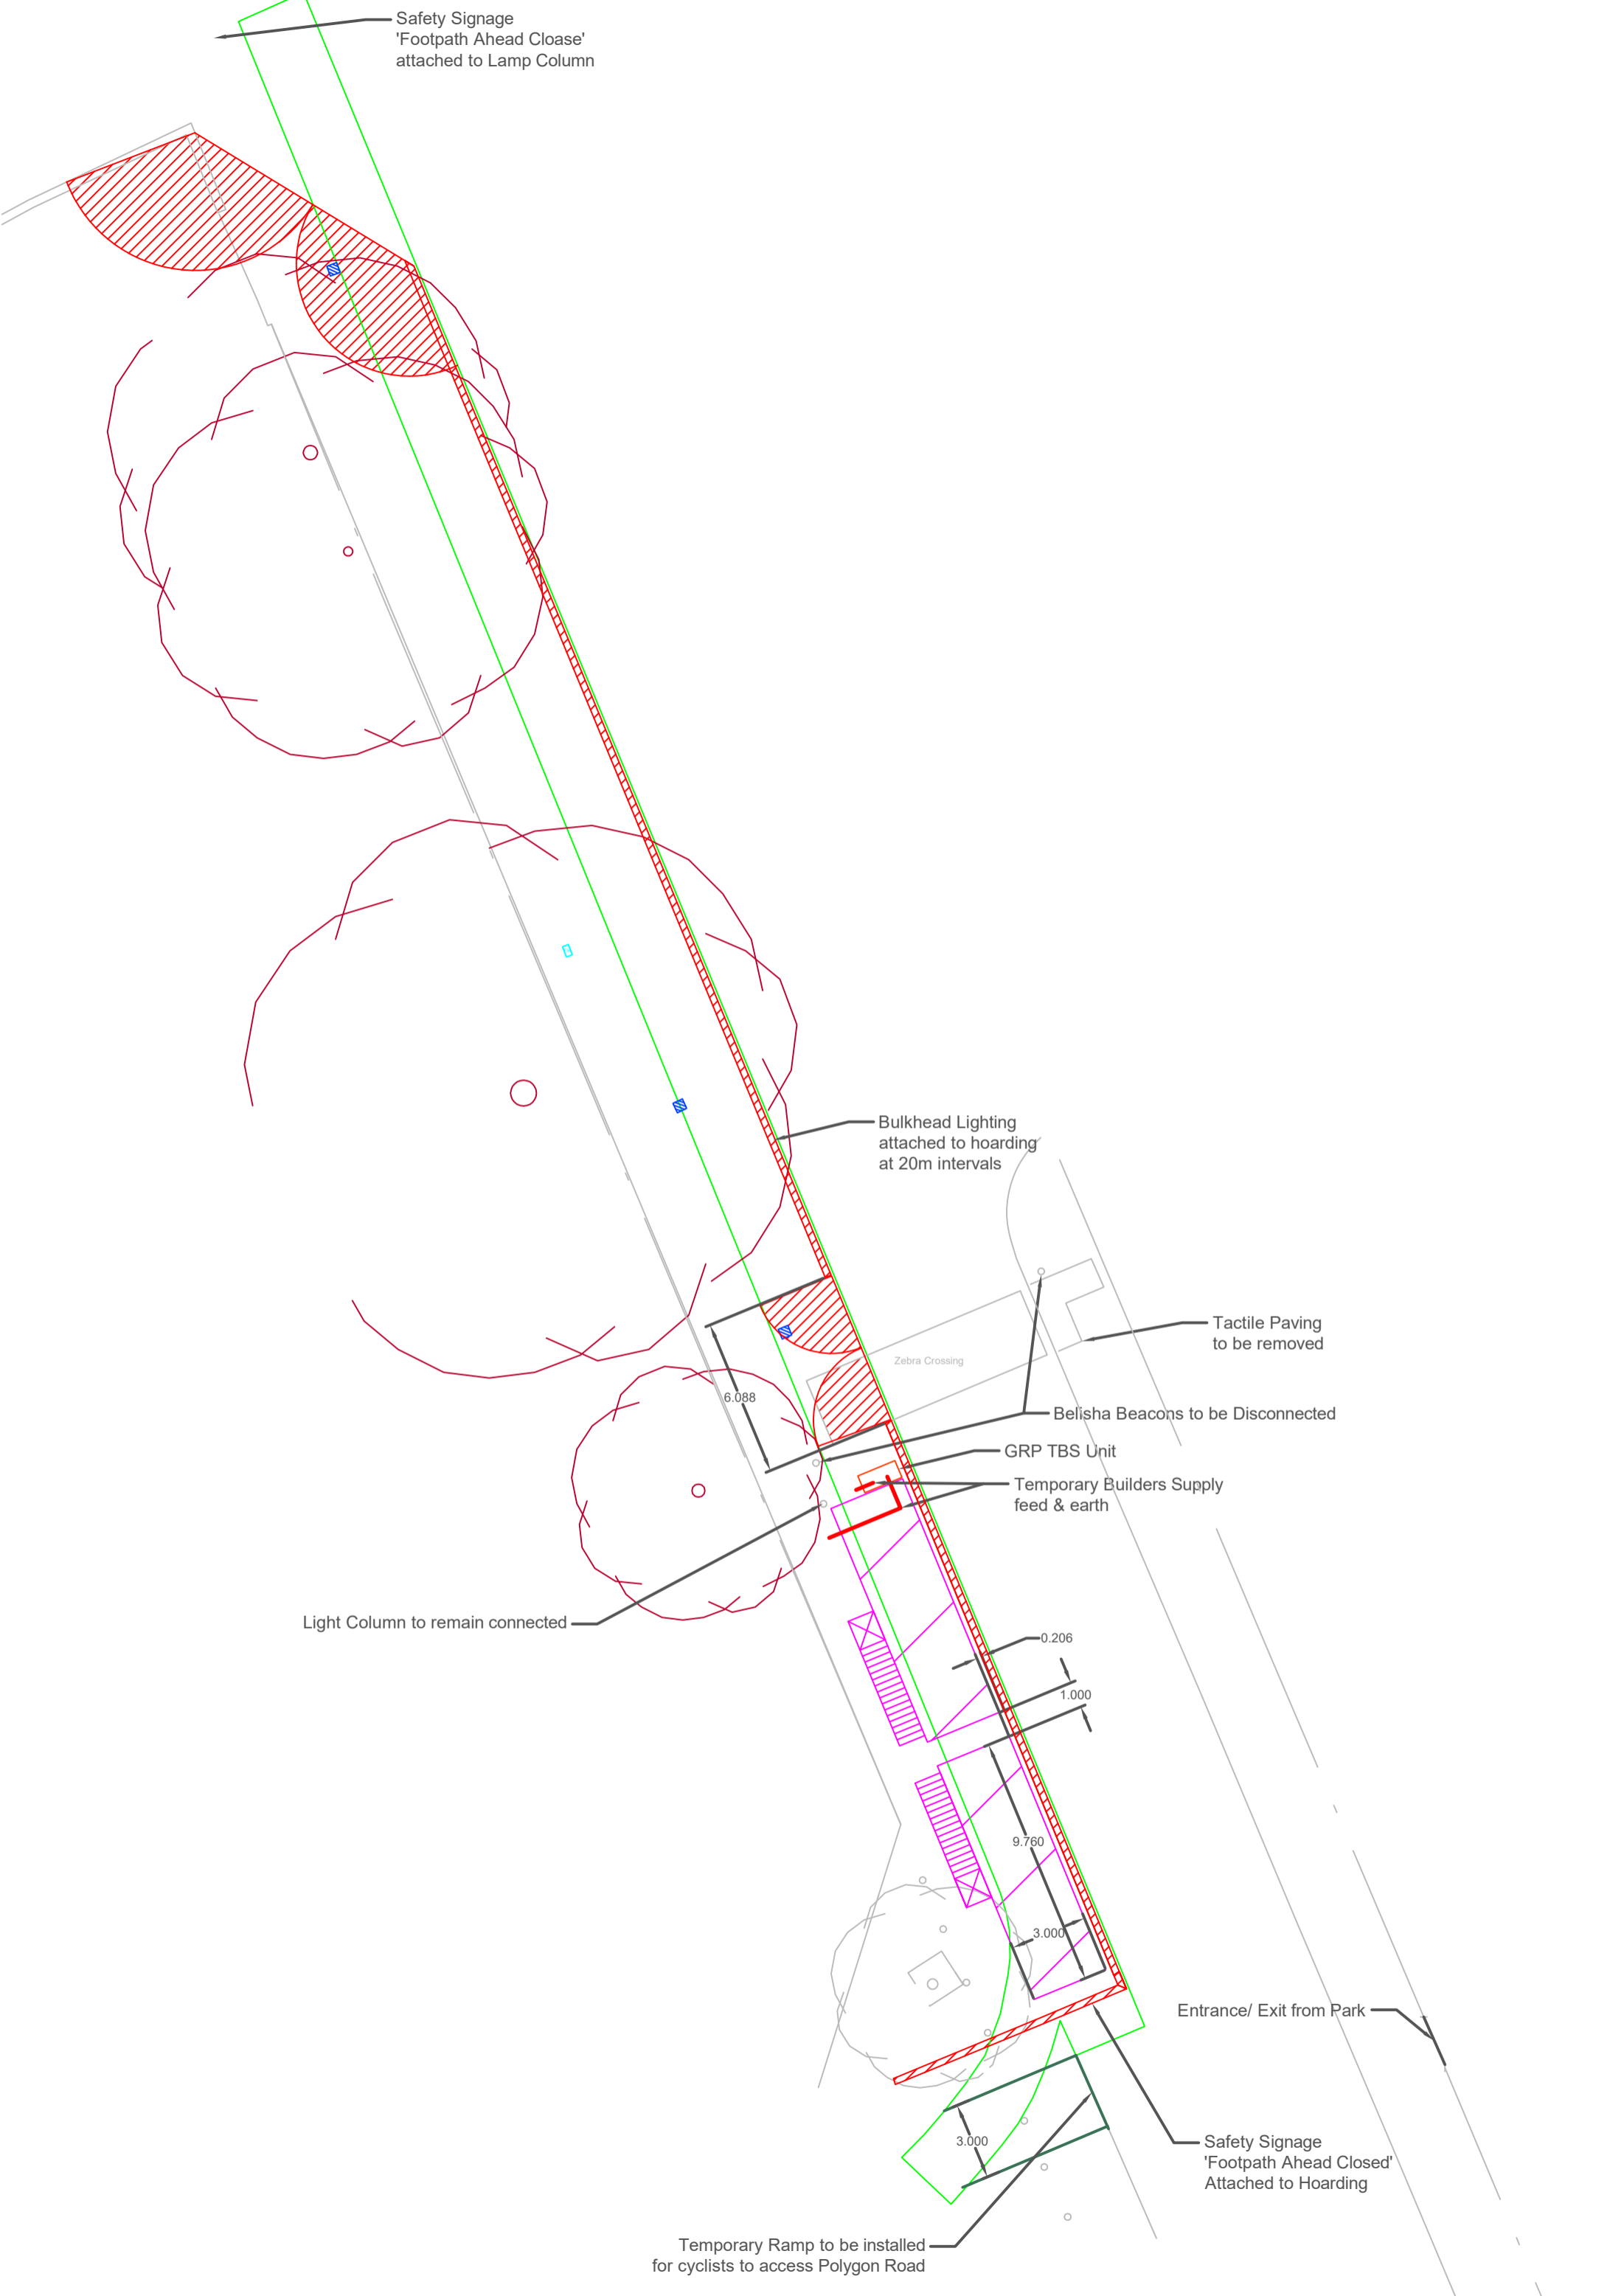 Safety Signage
'Footpath Ahead Cloase'
attached to Lamp Column
Bulkhead Lighting
attached to hoarding
at 20m intervals
Tactile Paving
to be removed
Zebra Crossing
6.088
Belisha Beacons to be Disconnected
GRP TBS Unit
Temporary Builders Supply
feed & earth
Light Column to remain connected
0.206
1.000
9.760
3.000
Entrance/ Exit from Park
3.000
Safety Signage
'Footpath Ahead Closed'
Attached to Hoarding
Temporary Ramp to be installed
for cyclists to access Polygon Road